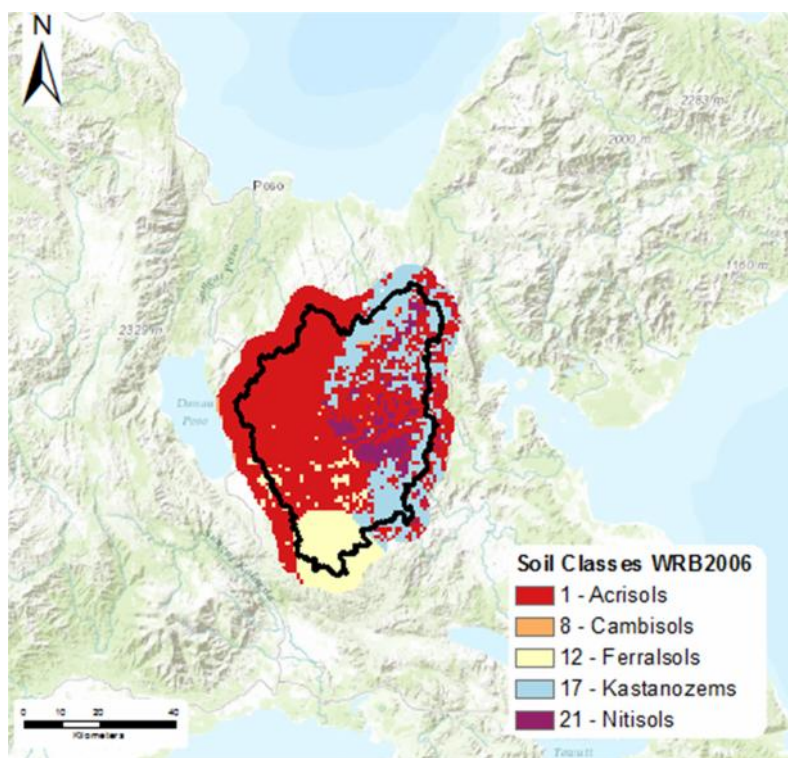 N
2283 m
2000 m
Poso
1160 m
2329 m
Danau
Poso
Soil Classes WRB2006
1 - Acrisols
8 - Cambisols
12 - Ferralsols
17 - Kastanozems
21 - Nitisols
0 10 20 40
Kilometers